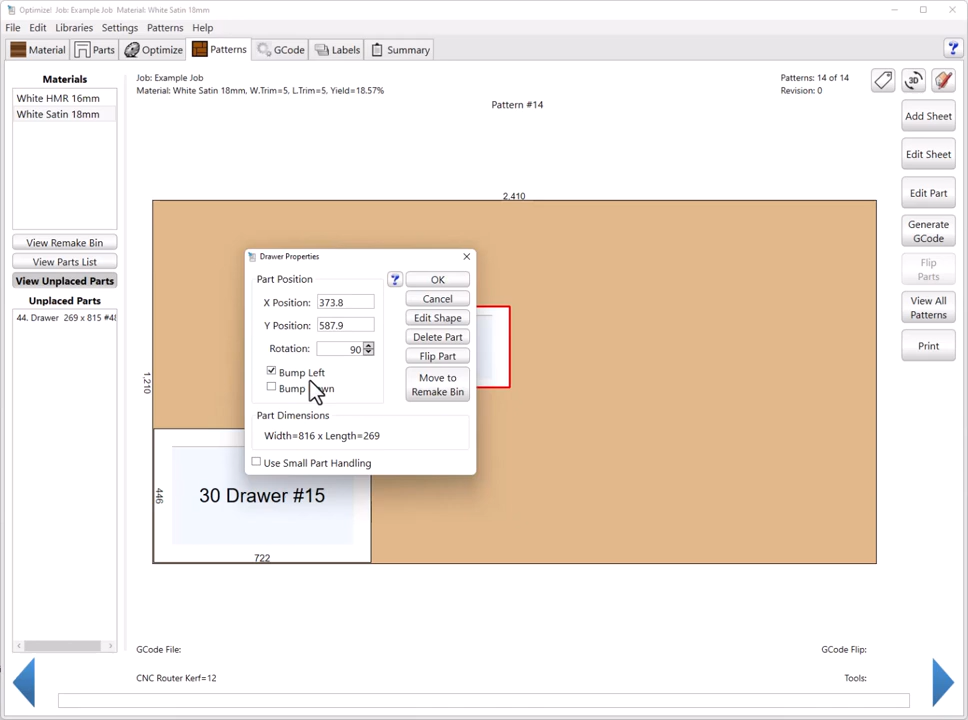 Optimize! Job: Example Job Material: White Satin 18mm
File Edit Libraries Settings Patterns Help
Material Parts Optimize Patterns GCode Labels Summary ?
Materials
White HMR 16mm
White Satin 18mm
View Remake Bin
View Parts List
View Unplaced Parts
Unplaced Parts
44. Drawer 269 x 815 #4
Job: Example Job
Material: White Satin 18mm, W.Trim=5, L.Trim=5, Yield=18.57%
Patterns: 14 of 14
Revision: 0
Pattern #14
3D
Add Sheet
Edit Sheet
Edit Part
Generate
GCode
Flip
Parts
View All
Patterns
Print
2,410
1,210
Drawer Properties
Part Position
?
OK
X Position: 373.8
Cancel
Y Position: 587.9
Edit Shape
Rotation: 90
Delete Part
Flip Part
Bump Left
Bump
Move to
Remake Bin
Part Dimensions
Width=816 x Length=269
Use Small Part Handling
446
30 Drawer #15
722
GCode File:
GCode Flip:
CNC Router Kerf=12
Tools: